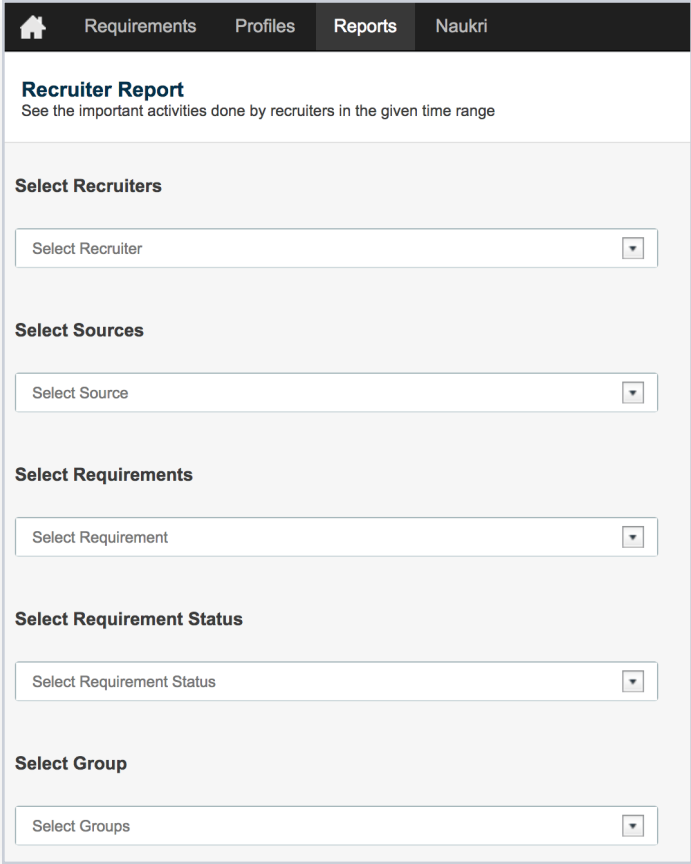 Requirements Profiles Reports Naukri
Recruiter Report
See the important activities done by recruiters in the given time range
Select Recruiters
Select Recruiter
Select Sources
Select Source
Select Requirements
Select Requirement
Select Requirement Status
Select Requirement Status
Select Group
Select Groups